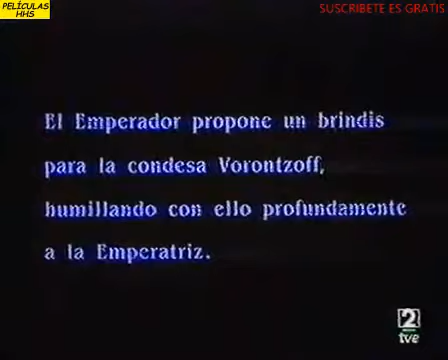 PELÍCULAS
HHS
SUSCRIBETE ES GRATIS
El Emperador propone un brindis
para la condesa Vorontzoff,
humillando con ello profundamente
a la Emperatriz.
2
tve